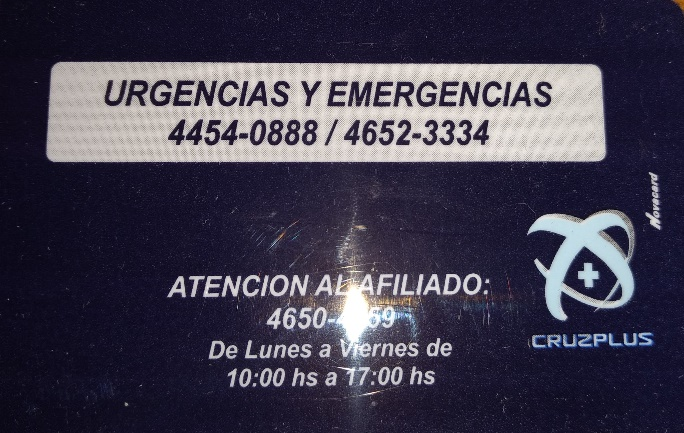 URGENCIAS Y EMERGENCIAS
4454-0888 / 4652-3334
Novacard
ATENCION AL AFILIADO:
CRUZPLUS
De Lunes a Viernes de
10:00 hs a 17:00 hs